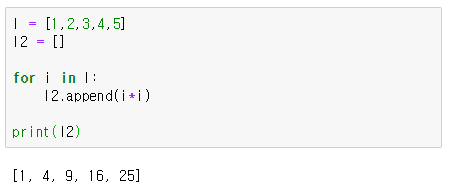 l = [1,2,3,4,5]
l2 = []

for i in l:
    l2.append(i*i)

print(l2)

[1, 4, 9, 16, 25]